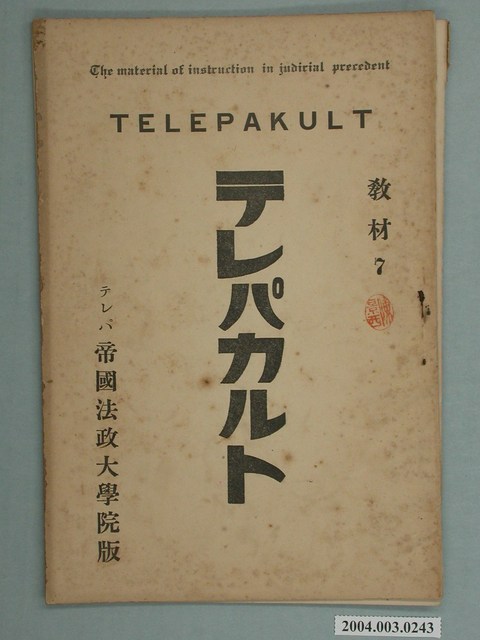 The material of instruction in judirial precedent
TELEPAKULT
教材7
テレパカルト
テレパ 帝國法政大學院版
2004.003.0243